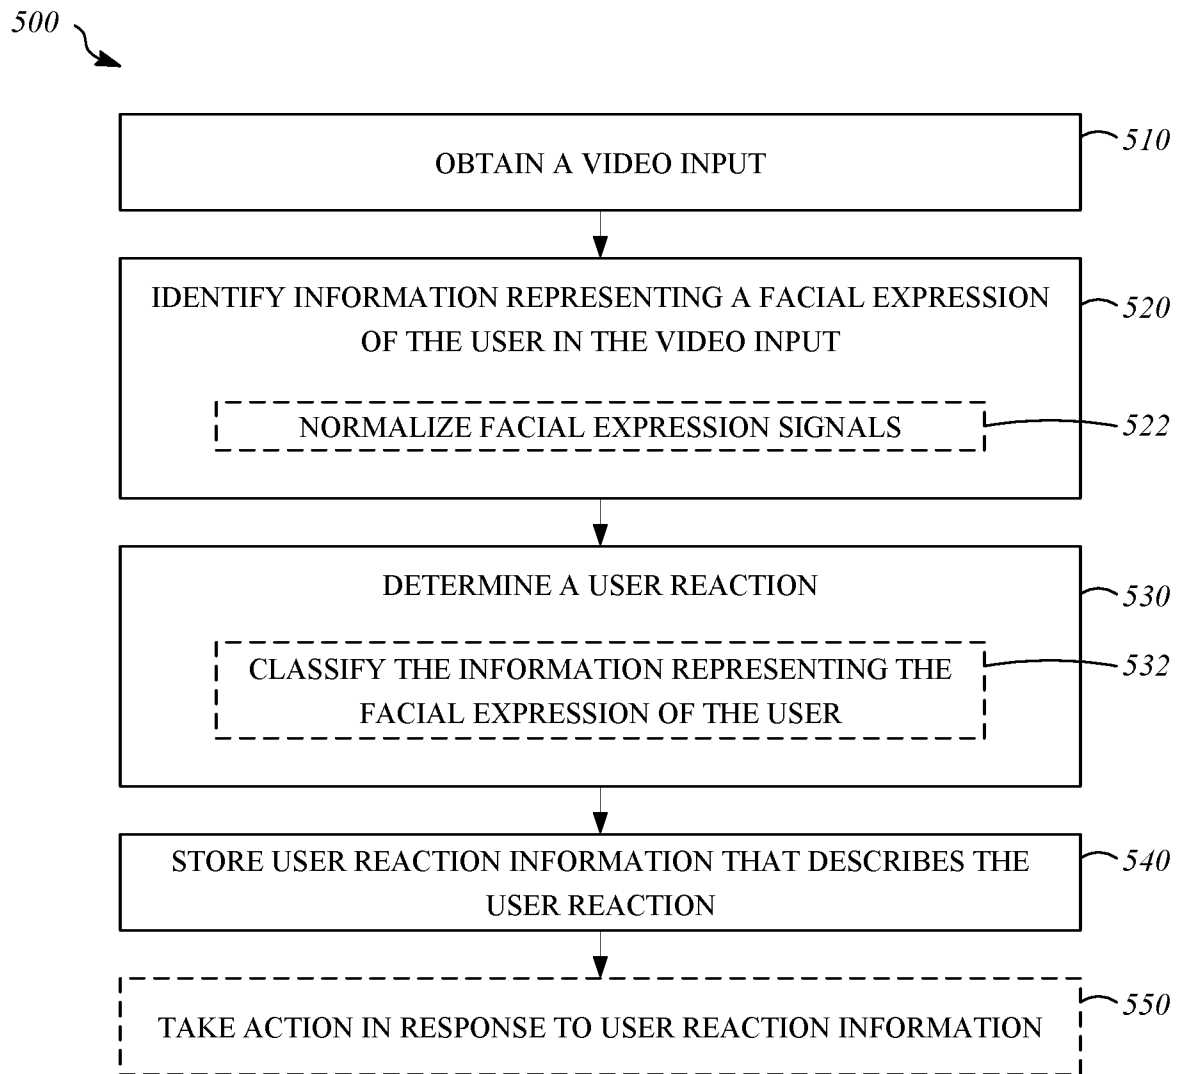 500
OBTAIN A VIDEO INPUT
510
IDENTIFY INFORMATION REPRESENTING A FACIAL EXPRESSION
OF THE USER IN THE VIDEO INPUT
520
NORMALIZE FACIAL EXPRESSION SIGNALS
522
DETERMINE A USER REACTION
530
CLASSIFY THE INFORMATION REPRESENTING THE
FACIAL EXPRESSION OF THE USER
532
STORE USER REACTION INFORMATION THAT DESCRIBES THE
USER REACTION
540
TAKE ACTION IN RESPONSE TO USER REACTION INFORMATION
550